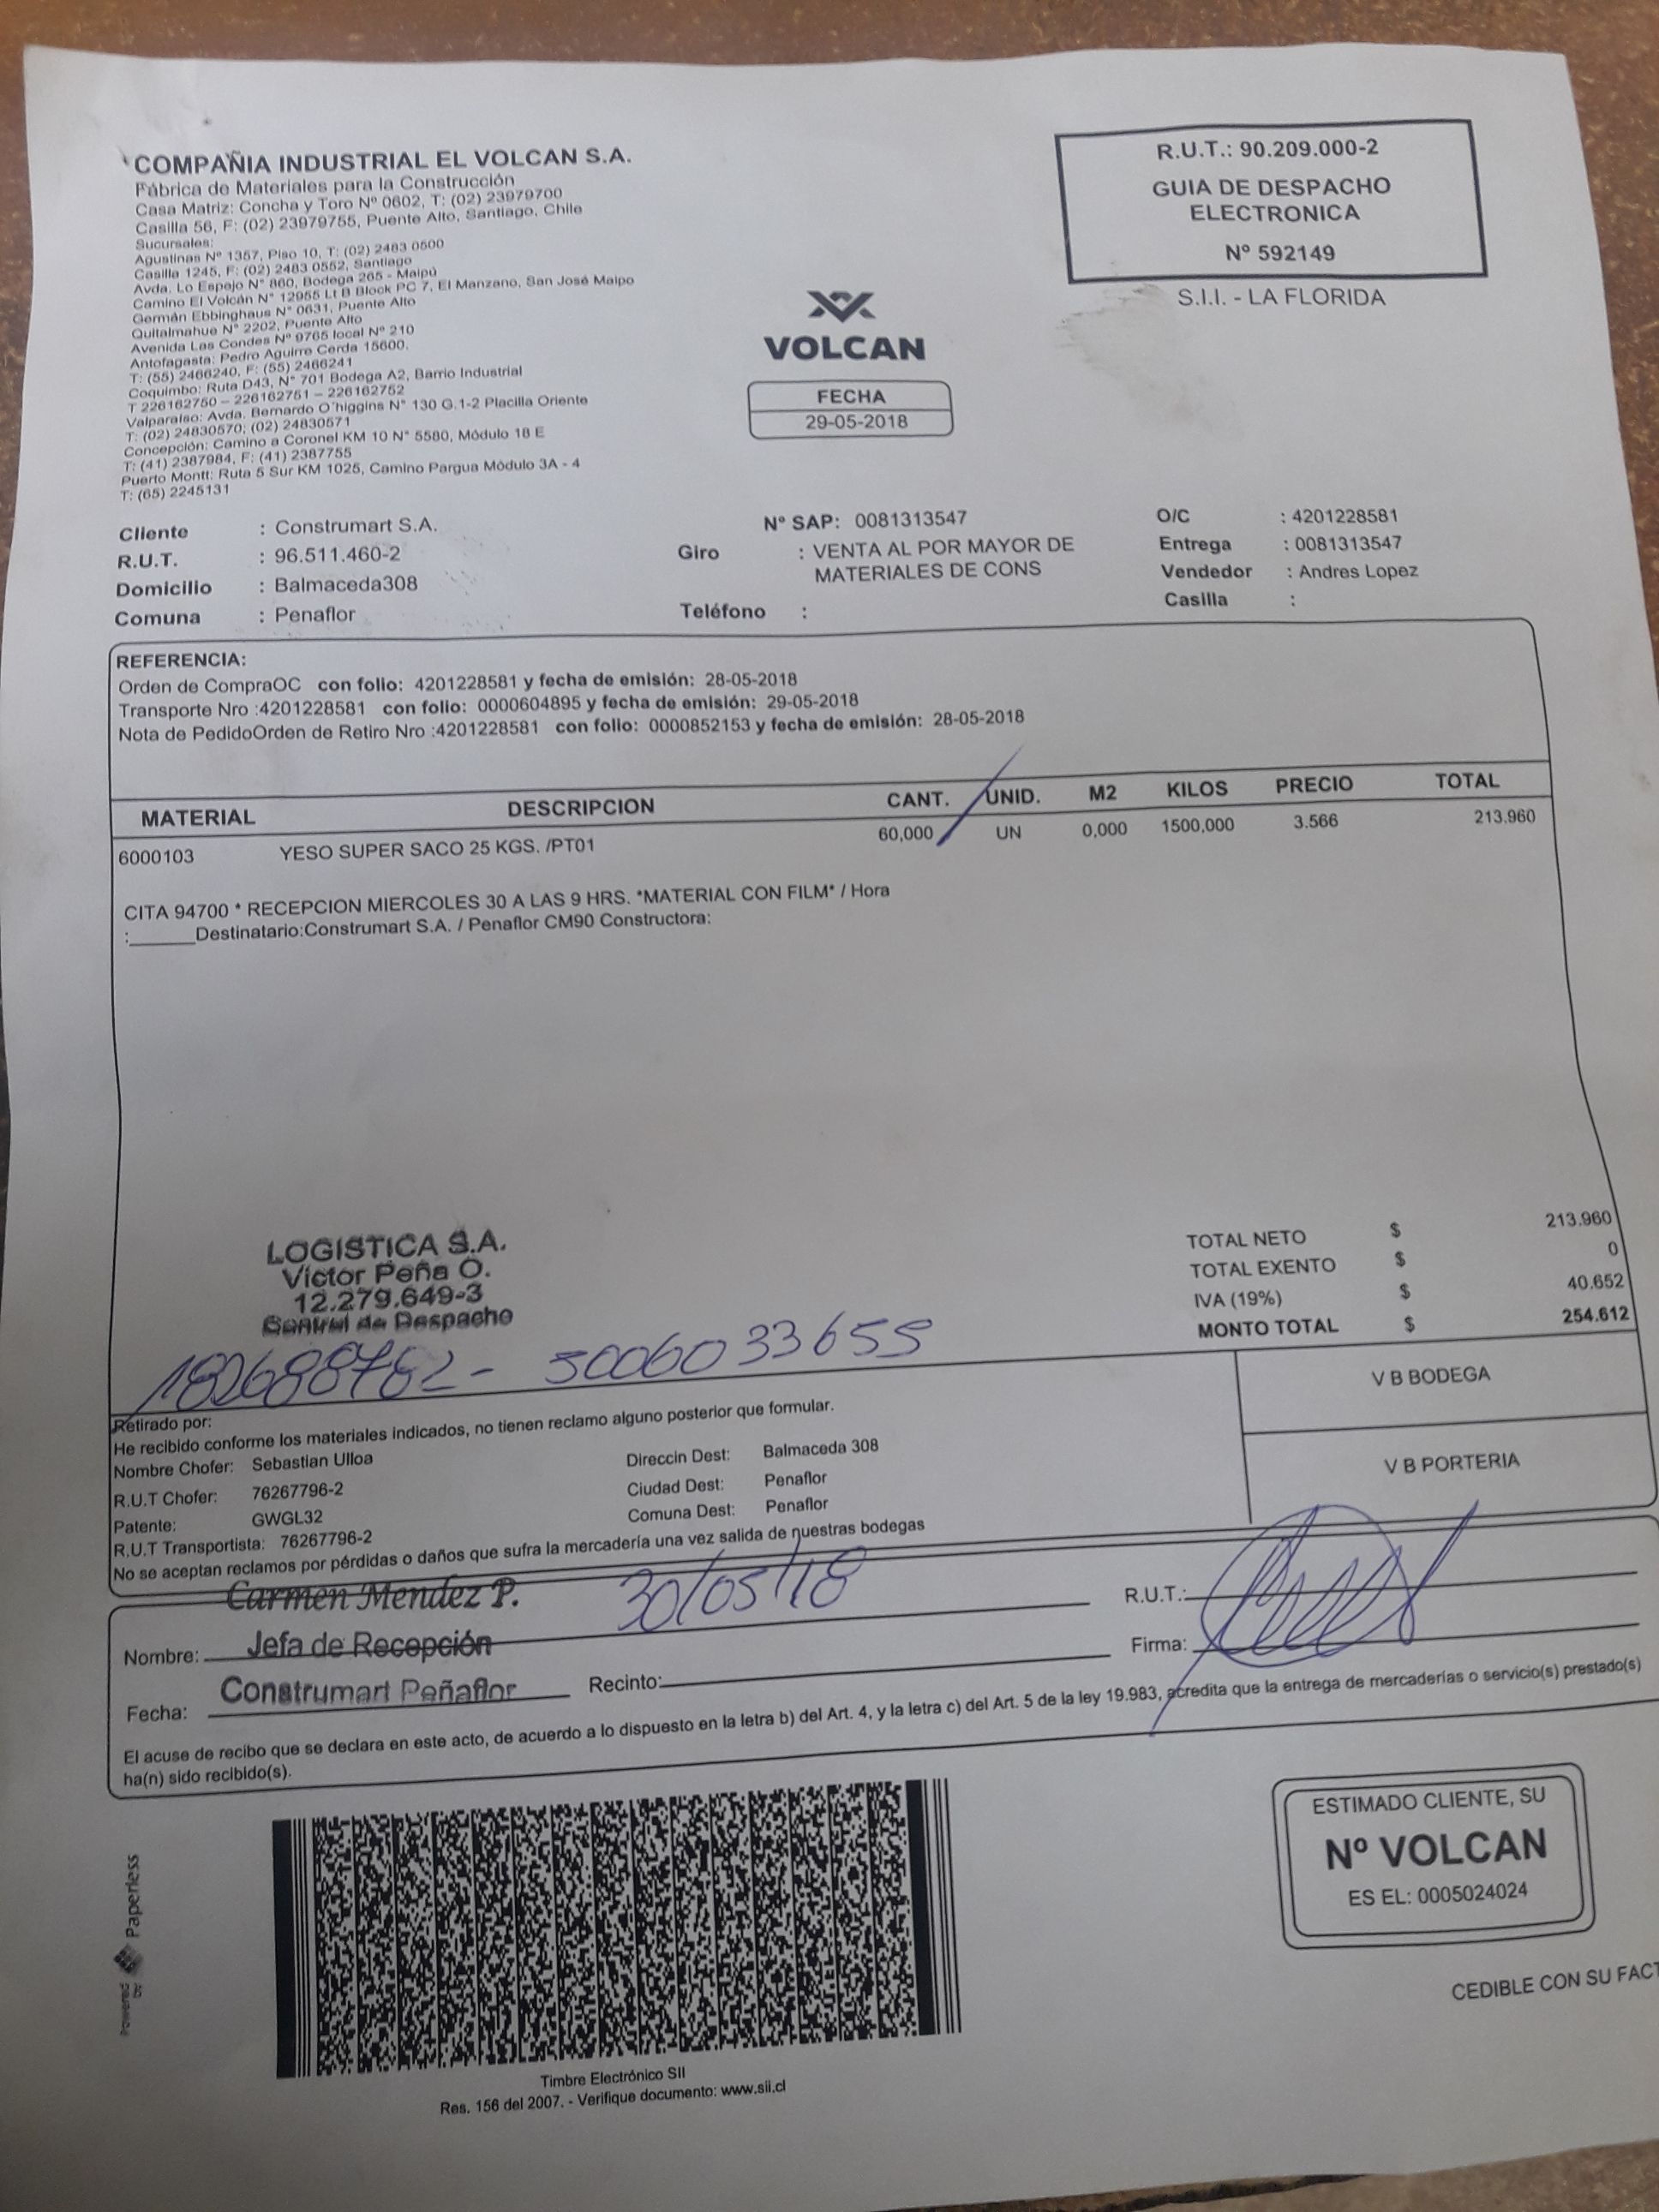 COMPAÑIA INDUSTRIAL EL VOLCAN S.A.
Fábrica de Materiales para la Construcción
Casa Matriz: Concha y Toro Nº 0602, T: (02) 23979700
Casilla 56, F: (02) 23979755, Puente Alto, Santiago, Chile
Sucursales:
Agustinas Nº 1357, Piso 10, T: (02) 2483 0500
Casilla 1245, F: (02) 2483 0552, Santiago
Avda. Lo Espejo N° 860, Bodega 265 - Maipú
Camino El Volcán N° 12955 Lt B Block PC 7, El Manzano, San José Maipo
Germán Ebbinghaus N° 0631, Puente Alto
Quitalmahue N° 2202, Puente Alto
Avenida Las Condes Nº 9765 local Nº 210
Antofagasta: Pedro Aguirre Cerda 15600.
T: (55) 2466240, F: (55) 2466241
Coquimbo: Ruta D43, N° 701 Bodega A2, Barrio Industrial
T 226162750 – 226162751 – 226162752
Valparaíso: Avda. Bernardo O´higgins N° 130 G.1-2 Placilla Oriente
T: (02) 24830570; (02) 24830571
Concepción: Camino a Coronel KM 10 N° 5580, Módulo 18 E
T: (41) 2387984, F: (41) 2387755
Puerto Montt: Ruta 5 Sur KM 1025, Camino Pargua Módulo 3A - 4
T: (65) 2245131
R.U.T.: 90.209.000-2
GUIA DE DESPACHO
ELECTRONICA
Nº 592149
S.I.I. - LA FLORIDA
VOLCAN
FECHA
29-05-2018
Cliente : Construmart S.A.
R.U.T. : 96.511.460-2
Domicilio : Balmaceda308
Comuna : Penaflor
Nº SAP: 0081313547
Giro : VENTA AL POR MAYOR DE
MATERIALES DE CONS
Teléfono :
O/C : 4201228581
Entrega : 0081313547
Vendedor : Andres Lopez
Casilla :
REFERENCIA:
Orden de CompraOC con folio: 4201228581 y fecha de emisión: 28-05-2018
Transporte Nro :4201228581 con folio: 0000604895 y fecha de emisión: 29-05-2018
Nota de PedidoOrden de Retiro Nro :4201228581 con folio: 0000852153 y fecha de emisión: 28-05-2018
MATERIAL DESCRIPCION CANT. UNID. M2 KILOS PRECIO TOTAL
6000103 YESO SUPER SACO 25 KGS. /PT01 60,000 UN 0,000 1500,000 3.566 213.960
CITA 94700 * RECEPCION MIERCOLES 30 A LAS 9 HRS. *MATERIAL CON FILM* / Hora
:______Destinatario:Construmart S.A. / Penaflor CM90 Constructora:
LOGISTICA S.A.
Victor Peña O.
12.279.649-3
Control de Despacho
TOTAL NETO $ 213.960
TOTAL EXENTO $ 0
IVA (19%) $ 40.652
MONTO TOTAL $ 254.612
182688782- 5006033655
V B BODEGA
V B PORTERIA
Retirado por:
He recibido conforme los materiales indicados, no tienen reclamo alguno posterior que formular.
Nombre Chofer: Sebastian Ulloa Direccin Dest: Balmaceda 308
R.U.T Chofer: 76267796-2 Ciudad Dest: Penaflor
Patente: GWGL32 Comuna Dest: Penaflor
R.U.T Transportista: 76267796-2
No se aceptan reclamos por pérdidas o daños que sufra la mercadería una vez salida de nuestras bodegas
Carmen Mendez P. 30/05/18
R.U.T.:
Nombre: Jefa de Recepción
Firma:
Fecha: Construmart Peñaflor Recinto:
El acuse de recibo que se declara en este acto, de acuerdo a lo dispuesto en la letra b) del Art. 4, y la letra c) del Art. 5 de la ley 19.983, acredita que la entrega de mercaderías o servicio(s) prestado(s)
ha(n) sido recibido(s).
Powered by Paperless
ESTIMADO CLIENTE, SU
Nº VOLCAN
ES EL: 0005024024
CEDIBLE CON SU FACT
Timbre Electrónico SII
Res. 156 del 2007. - Verifique documento: www.sii.cl